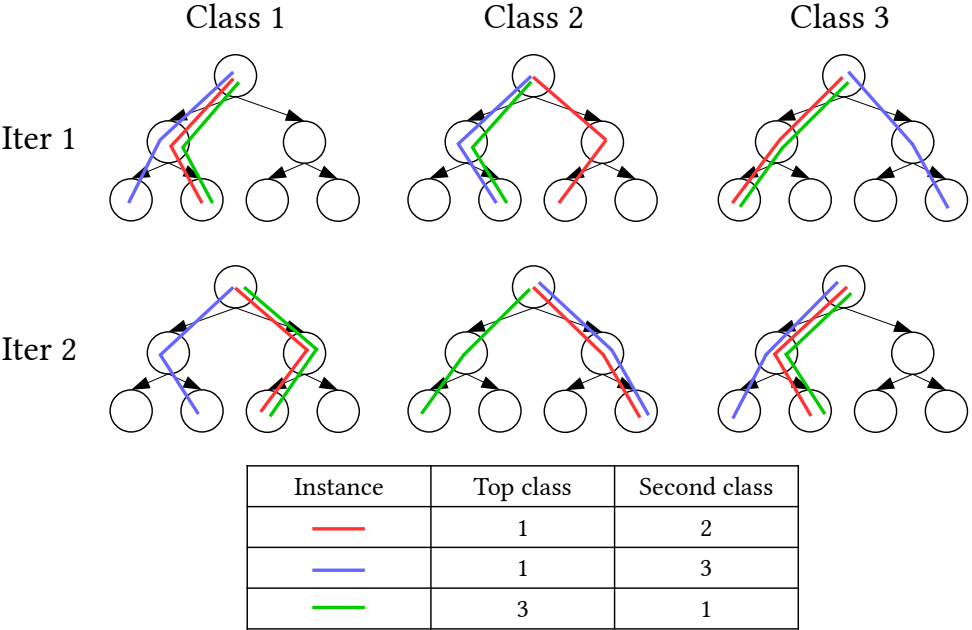 Class 1 Class 2 Class 3
Iter 1
Iter 2
Instance Top class Second class
1 2
1 3
3 1